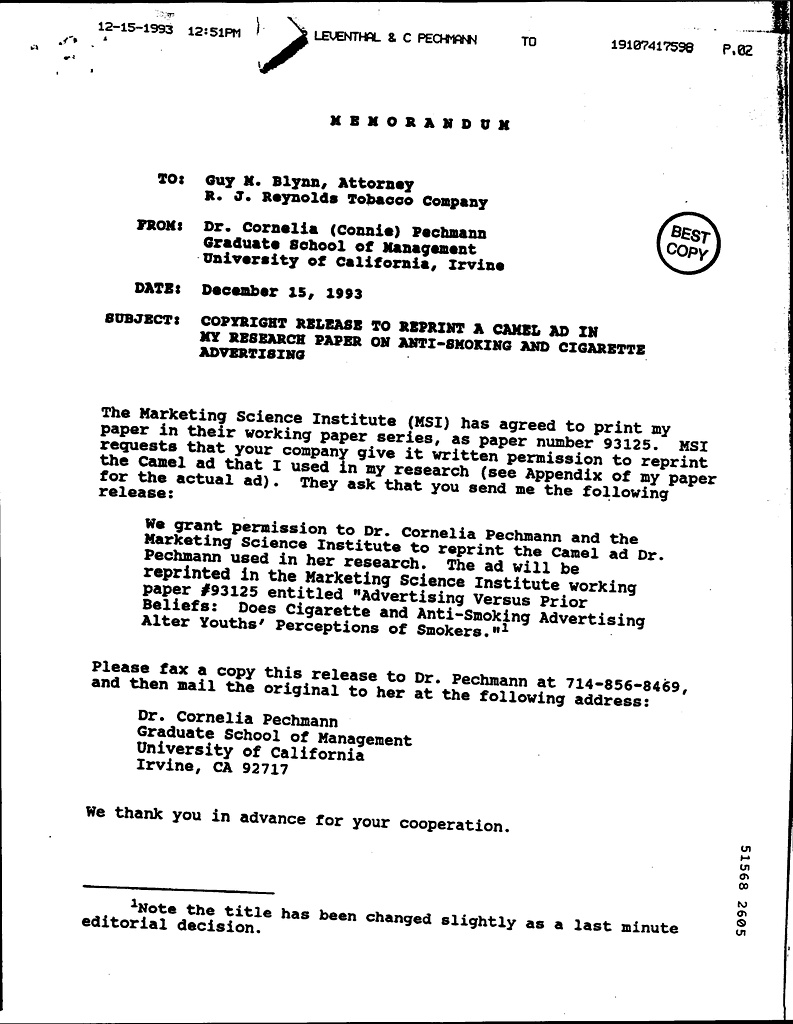 12-15-1993 12:51PM LEVENTHAL & C PECHMANN TO 19107417598 P.02
MEMORANDUM
TO: Guy M. Blynn, Attorney
R. J. Reynolds Tobacco Company
FROM: Dr. Cornelia (Connie) Pechmann
Graduate School of Management
University of California, Irvine
BEST
COPY
DATE: December 15, 1993
SUBJECT: COPYRIGHT RELEASE TO REPRINT A CAMEL AD IN
MY RESEARCH PAPER ON ANTI-SMOKING AND CIGARETTE
ADVERTISING
The Marketing Science Institute (MSI) has agreed to print my
paper in their working paper series, as paper number 93125. MSI
requests that your company give it written permission to reprint
the Camel ad that I used in my research (see Appendix of my paper
for the actual ad). They ask that you send me the following
release:
We grant permission to Dr. Cornelia Pechmann and the
Marketing Science Institute to reprint the Camel ad Dr.
Pechmann used in her research. The ad will be
reprinted in the Marketing Science Institute working
paper #93125 entitled "Advertising Versus Prior
Beliefs: Does Cigarette and Anti-Smoking Advertising
Alter Youths' Perceptions of Smokers."1
Please fax a copy this release to Dr. Pechmann at 714-856-8469,
and then mail the original to her at the following address:
Dr. Cornelia Pechmann
Graduate School of Management
University of California
Irvine, CA 92717
We thank you in advance for your cooperation.
1Note the title has been changed slightly as a last minute
editorial decision.
51568 2605